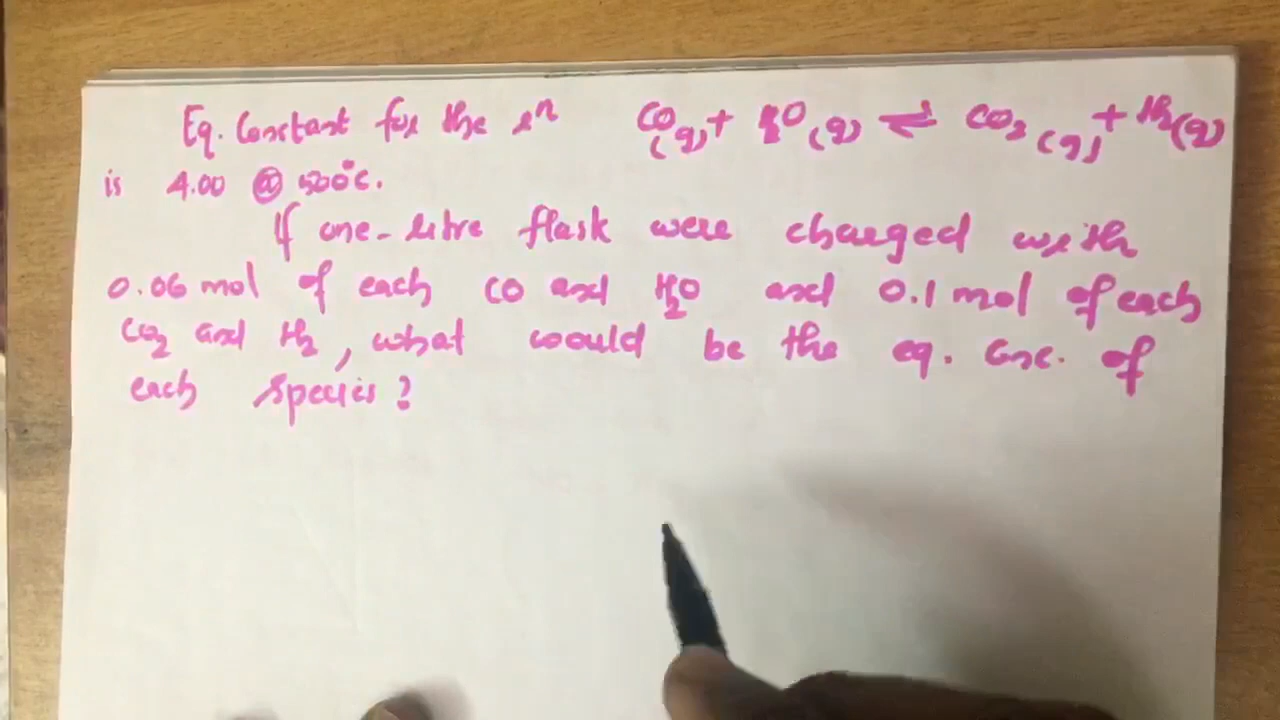 Eq. Constant for the rxn CO(g) + H2O(g) ⇌ CO2(g) + H2(g)
is 4.00 @ 500°C.
If one-litre flask were charged with
0.06 mol of each CO and H2O and 0.1 mol of each
CO2 and H2, what would be the eq. conc. of
each species?